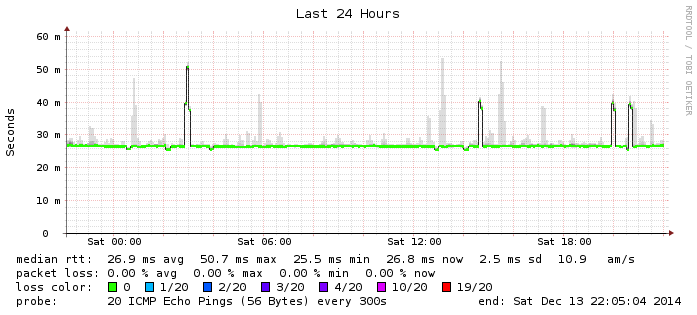 Last 24 Hours
RRDTOOL / TOBI OETIKER
Seconds
60 m
50 m
40 m
30 m
20 m
10 m
0
Sat 00:00 Sat 06:00 Sat 12:00 Sat 18:00
median rtt: 26.9 ms avg 50.7 ms max 25.5 ms min 26.8 ms now 2.5 ms sd 10.9 am/s
packet loss: 0.00 % avg 0.00 % max 0.00 % min 0.00 % now
loss color: 0 1/20 2/20 3/20 4/20 10/20 19/20
probe: 20 ICMP Echo Pings (56 Bytes) every 300s end: Sat Dec 13 22:05:04 2014